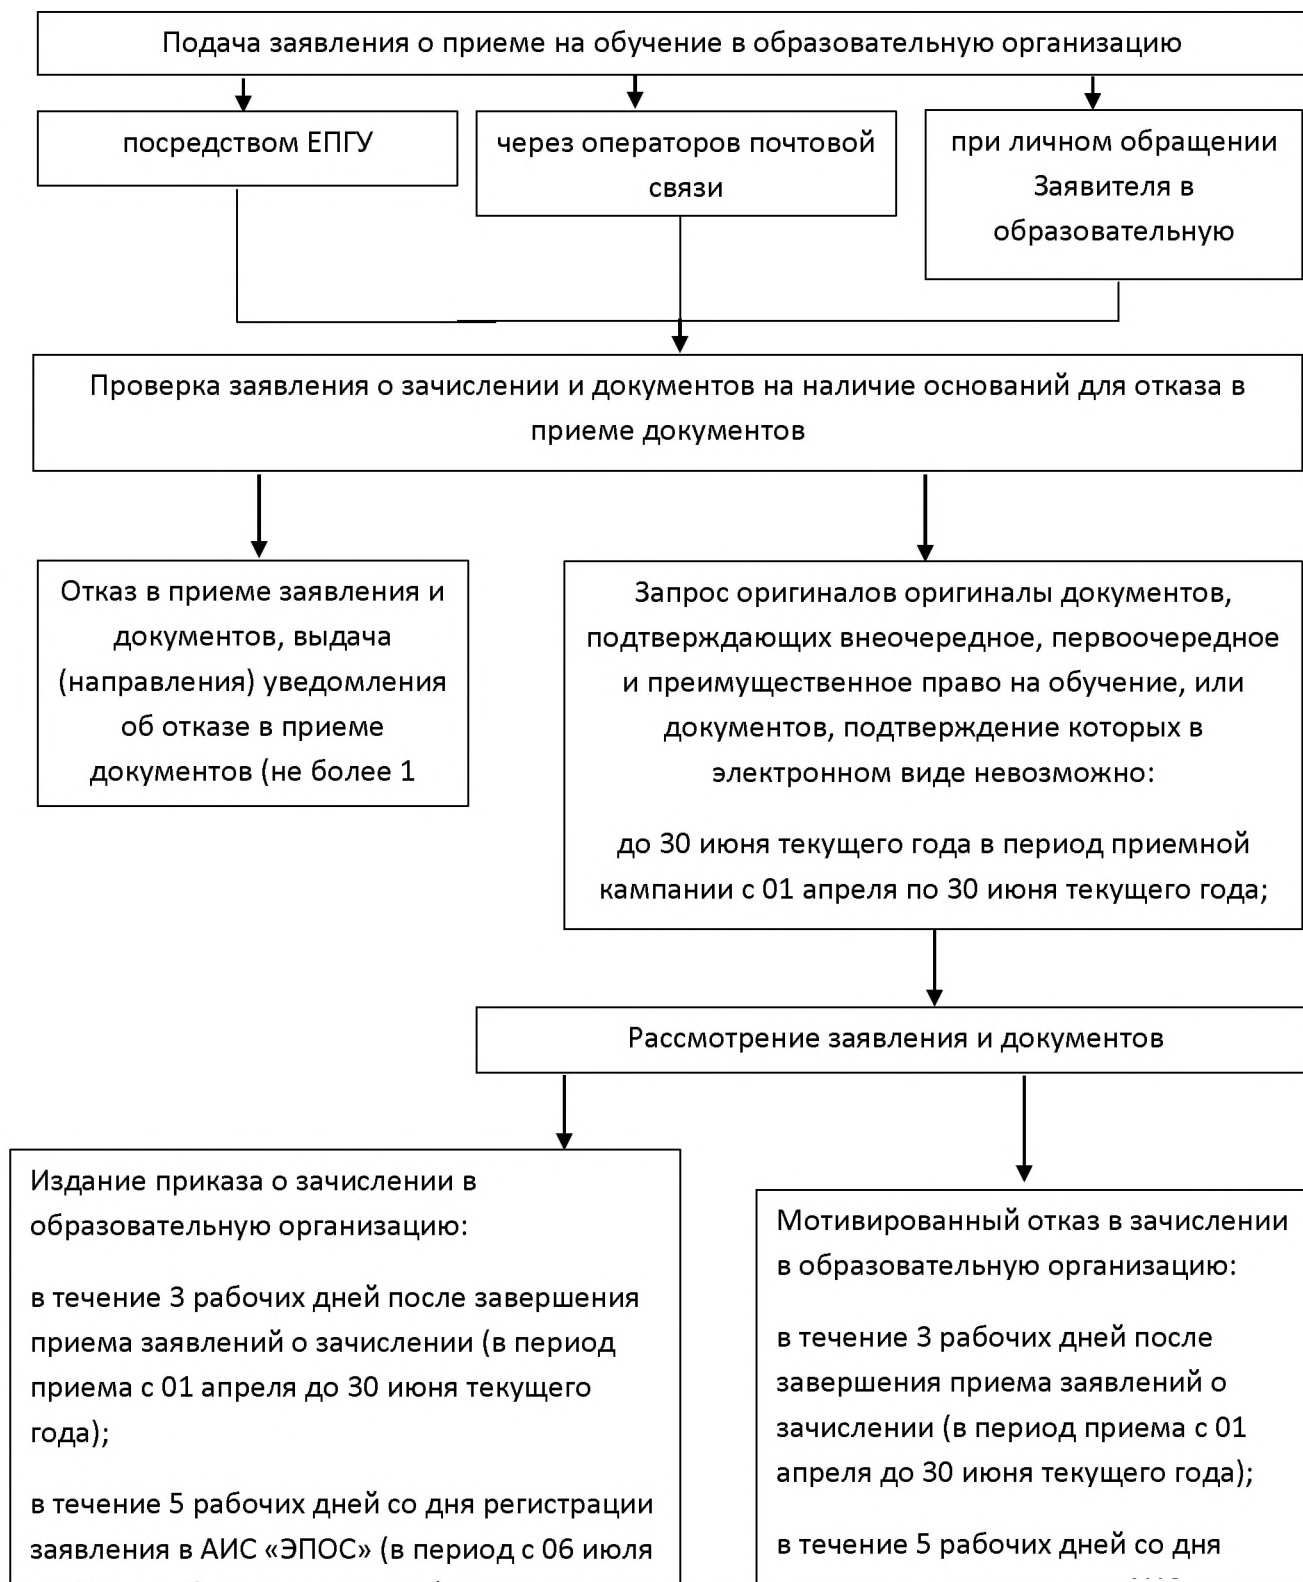 Подача заявления о приеме на обучение в образовательную организацию
посредством ЕПГУ
через операторов почтовой
связи
при личном обращении
Заявителя в
образовательную
Проверка заявления о зачислении и документов на наличие оснований для отказа в
приеме документов
Отказ в приеме заявления и
документов, выдача
(направления) уведомления
об отказе в приеме
документов (не более 1
Запрос оригиналов оригиналы документов,
подтверждающих внеочередное, первоочередное
и преимущественное право на обучение, или
документов, подтверждение которых в
электронном виде невозможно:
до 30 июня текущего года в период приемной
кампании с 01 апреля по 30 июня текущего года;
Рассмотрение заявления и документов
Издание приказа о зачислении в
образовательную организацию:
в течение 3 рабочих дней после завершения
приема заявлений о зачислении (в период
приема с 01 апреля до 30 июня текущего
года);
в течение 5 рабочих дней со дня регистрации
заявления в АИС «ЭПОС» (в период с 06 июля
Мотивированный отказ в зачислении
в образовательную организацию:
в течение 3 рабочих дней после
завершения приема заявлений о
зачислении (в период приема с 01
апреля до 30 июня текущего года);
в течение 5 рабочих дней со дня